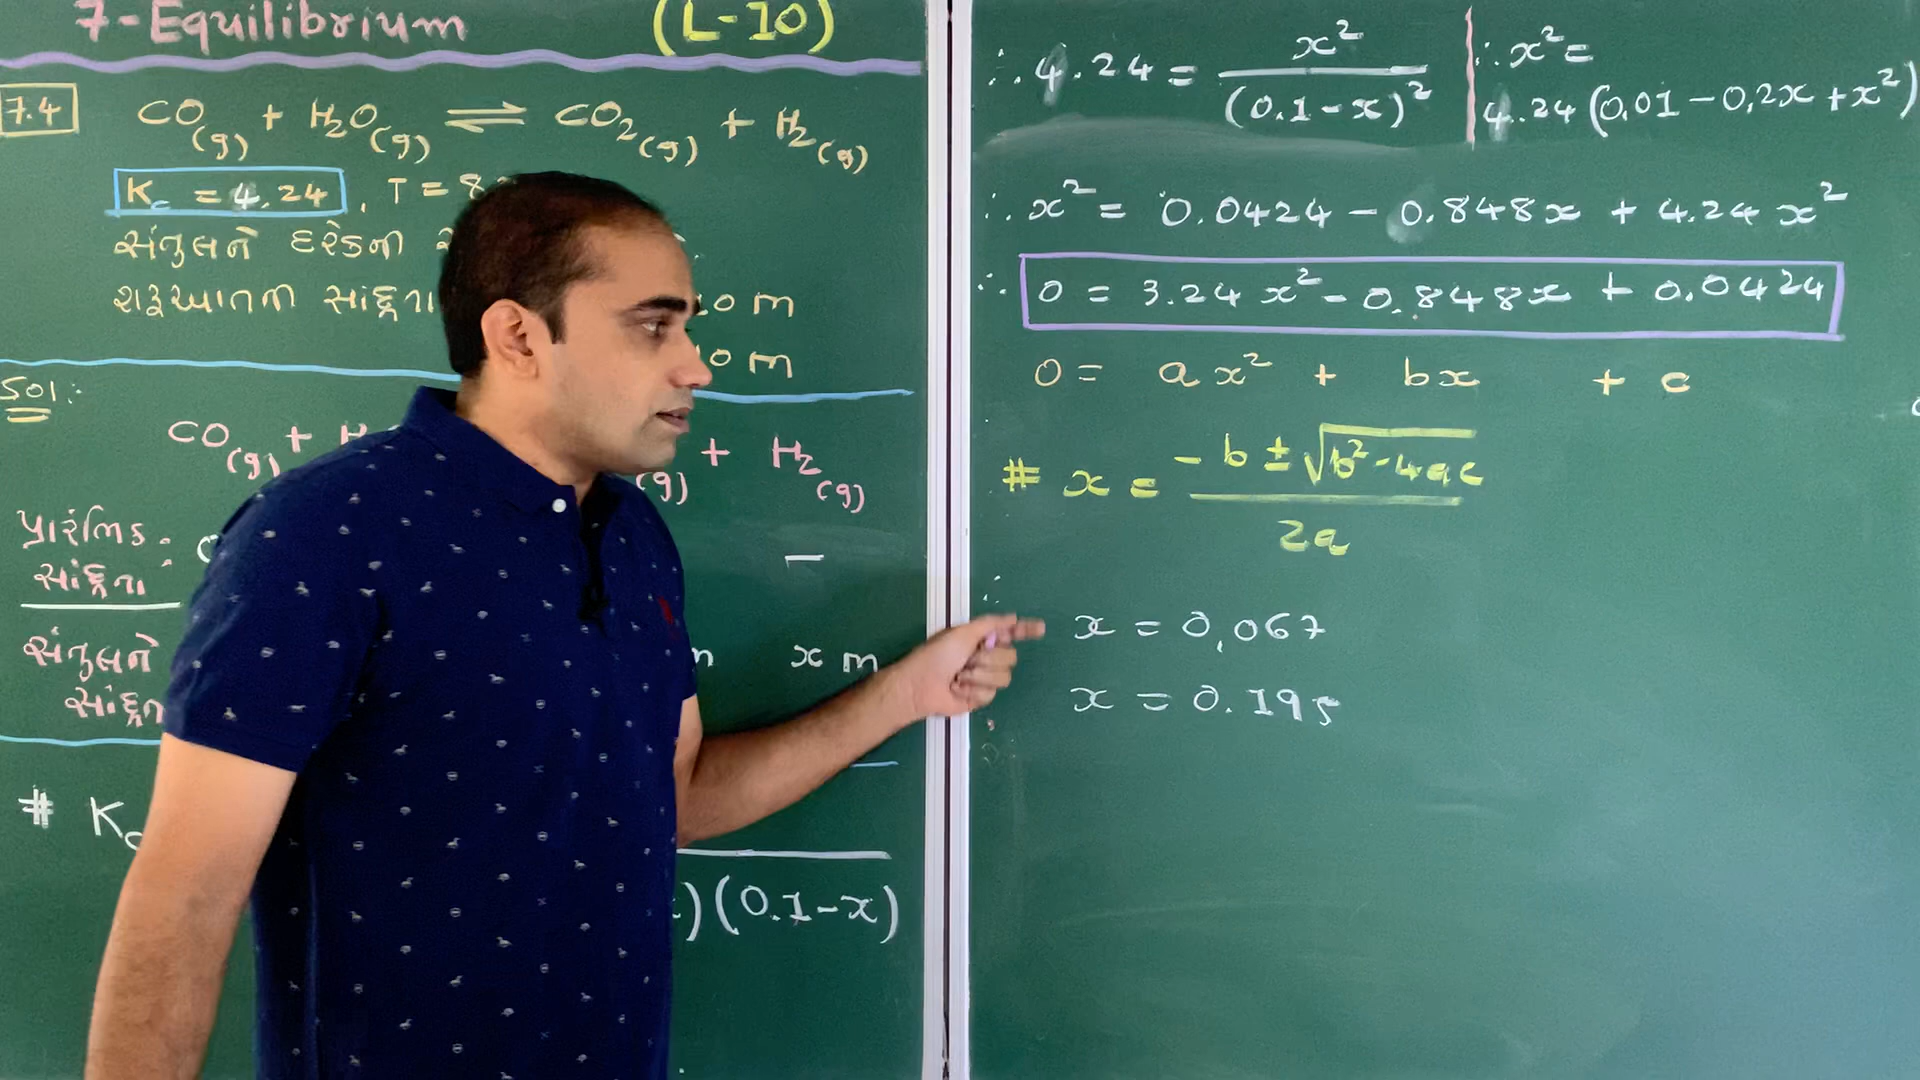 7-Equilibrium (L-10)
7.4 CO(g) + H₂O(g) ⇌ CO₂(g) + H₂(g)
Kc = 4.24, T = 8
સંતુલને દરેકની
શરૂઆતની સાંદ્રતા
0 m
0 m
Sol:
CO(g) + H + H₂(g)
(g)
પ્રારંભિક
સાંદ્રતા
–
સંતુલને
x m
# Kc
(0.1-x)
∴ 4.24 = x² / (0.1-x)²
∴ x² =
4.24 (0.01 - 0.2x + x²)
∴ x² = 0.0424 - 0.848x + 4.24x²
∴ 0 = 3.24x² - 0.848x + 0.0424
0 = ax² + bx + c
# x = -b ± √b²-4ac / 2a
∴
x = 0.067
x = 0.195